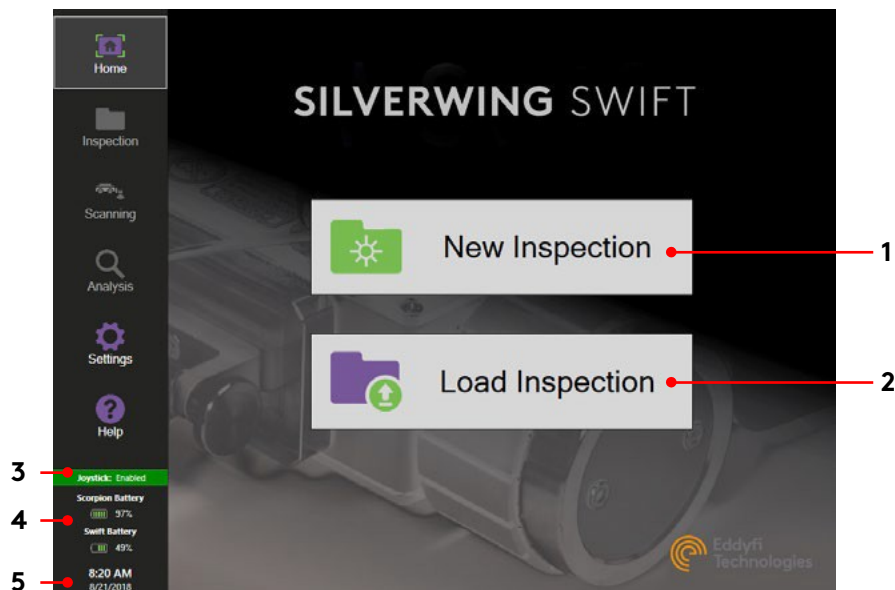 Home
Inspection
Scanning
Analysis
Settings
Help
Joystick: Enabled
Scorpion Battery
97%
Swift Battery
49%
8:20 AM
8/21/2018
SILVERWING SWIFT
New Inspection
Load Inspection
Eddyfi
Technologies
1
2
3
4
5